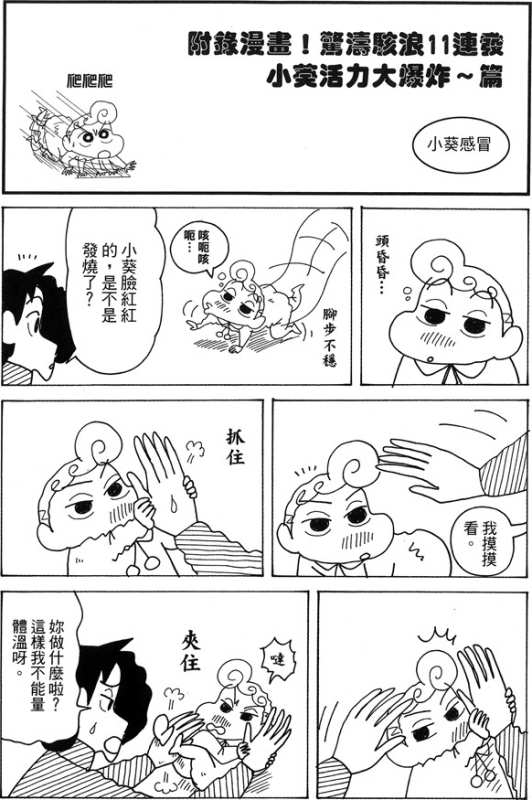 附錄漫畫！驚濤駭浪11連發
小葵活力大爆炸～篇
小葵感冒
爬爬爬
頭昏昏…
腳步不穩
咳呃咳
呃…
小葵臉紅紅
的，是不是
發燒了？
我摸摸
看。
抓住
噠
夾住
妳做什麼啦？
這樣我不能量
體溫呀。